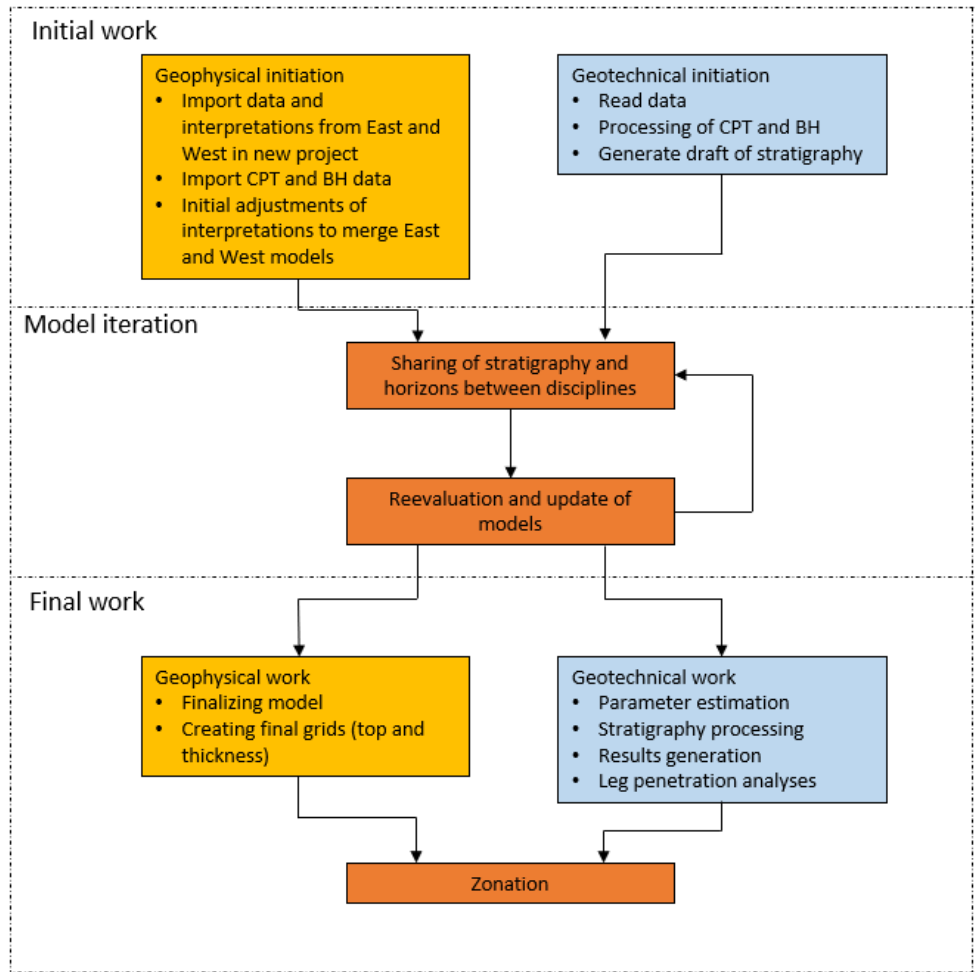 Initial work
Geophysical initiation
• Import data and
interpretations from East and
West in new project
• Import CPT and BH data
• Initial adjustments of
interpretations to merge East
and West models
Geotechnical initiation
• Read data
• Processing of CPT and BH
• Generate draft of stratigraphy
Model iteration
Sharing of stratigraphy and
horizons between disciplines
Reevaluation and update of
models
Final work
Geophysical work
• Finalizing model
• Creating final grids (top and
thickness)
Geotechnical work
• Parameter estimation
• Stratigraphy processing
• Results generation
• Leg penetration analyses
Zonation